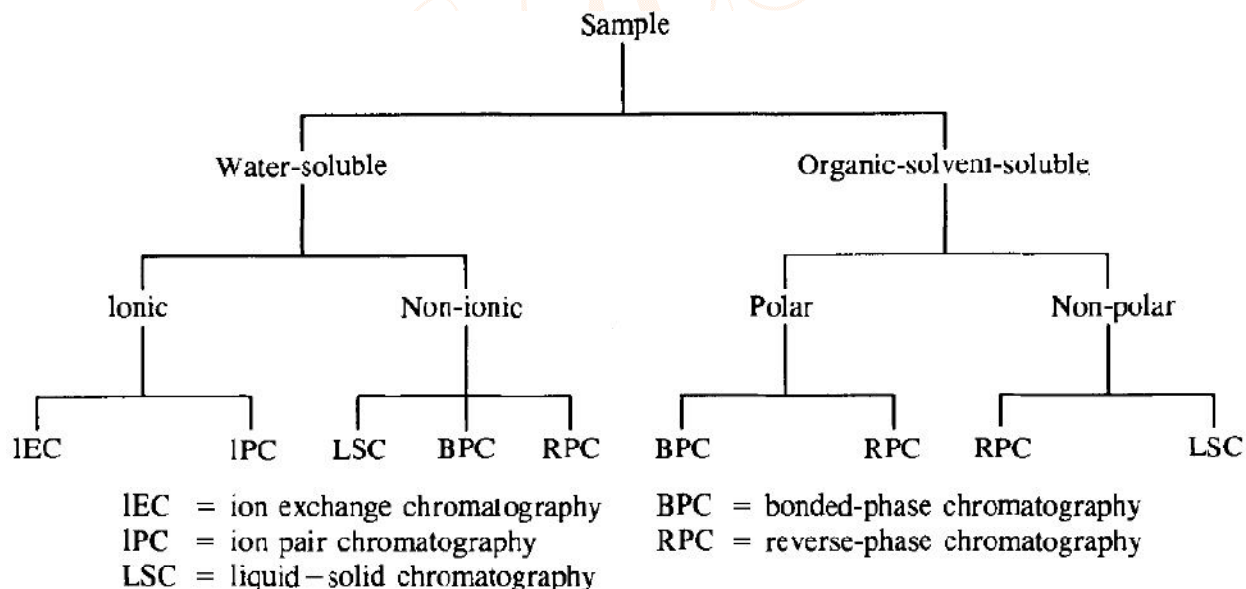 Sample
Water-soluble Organic-solvent-soluble
Ionic Non-ionic Polar Non-polar
IEC IPC LSC BPC RPC BPC RPC RPC LSC
IEC = ion exchange chromatography BPC = bonded-phase chromatography
IPC = ion pair chromatography RPC = reverse-phase chromatography
LSC = liquid–solid chromatography